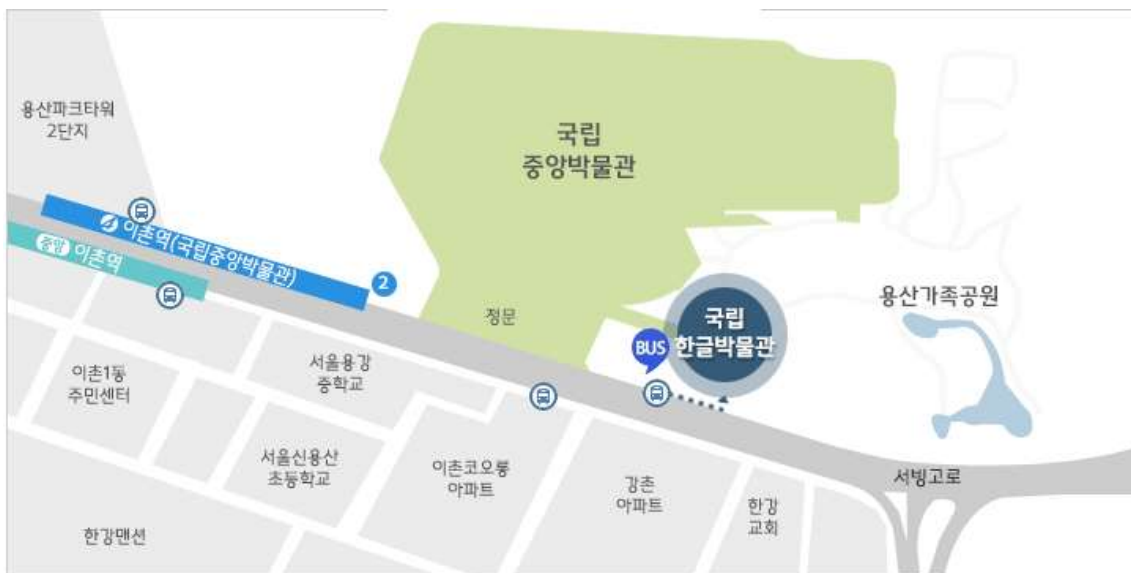 용산파크타워
2단지
국립
중앙박물관
4 이촌역(국립중앙박물관)
중앙 이촌역
2
정문
BUS
국립
한글박물관
용산가족공원
이촌1동
주민센터
서울용강
중학교
서울신용산
초등학교
이촌코오롱
아파트
강촌
아파트
한강
교회
서빙고로
한강맨션